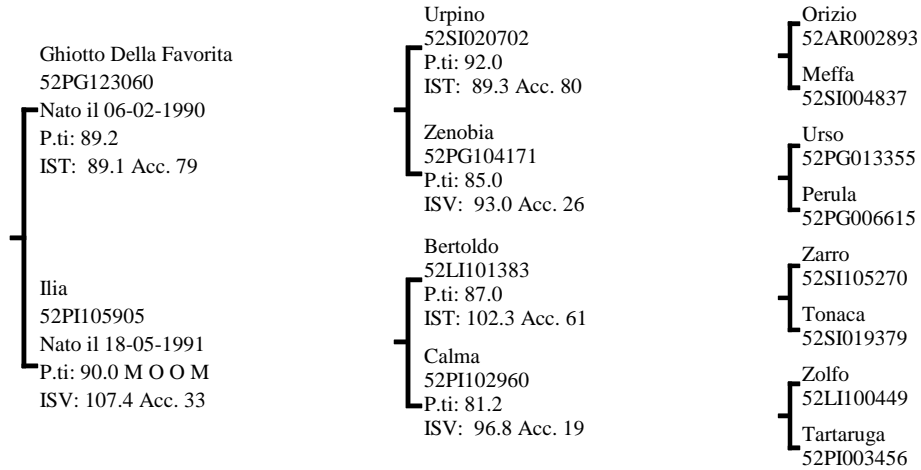 Ghiotto Della Favorita
52PG123060
Nato il 06-02-1990
P.ti: 89.2
IST: 89.1 Acc. 79
Ilia
52PI105905
Nato il 18-05-1991
P.ti: 90.0 M O O M
ISV: 107.4 Acc. 33
Urpino
52SI020702
P.ti: 92.0
IST: 89.3 Acc. 80
Zenobia
52PG104171
P.ti: 85.0
ISV: 93.0 Acc. 26
Bertoldo
52LI101383
P.ti: 87.0
IST: 102.3 Acc. 61
Calma
52PI102960
P.ti: 81.2
ISV: 96.8 Acc. 19
Orizio
52AR002893
Meffa
52SI004837
Urso
52PG013355
Perula
52PG006615
Zarro
52SI105270
Tonaca
52SI019379
Zolfo
52LI100449
Tartaruga
52PI003456